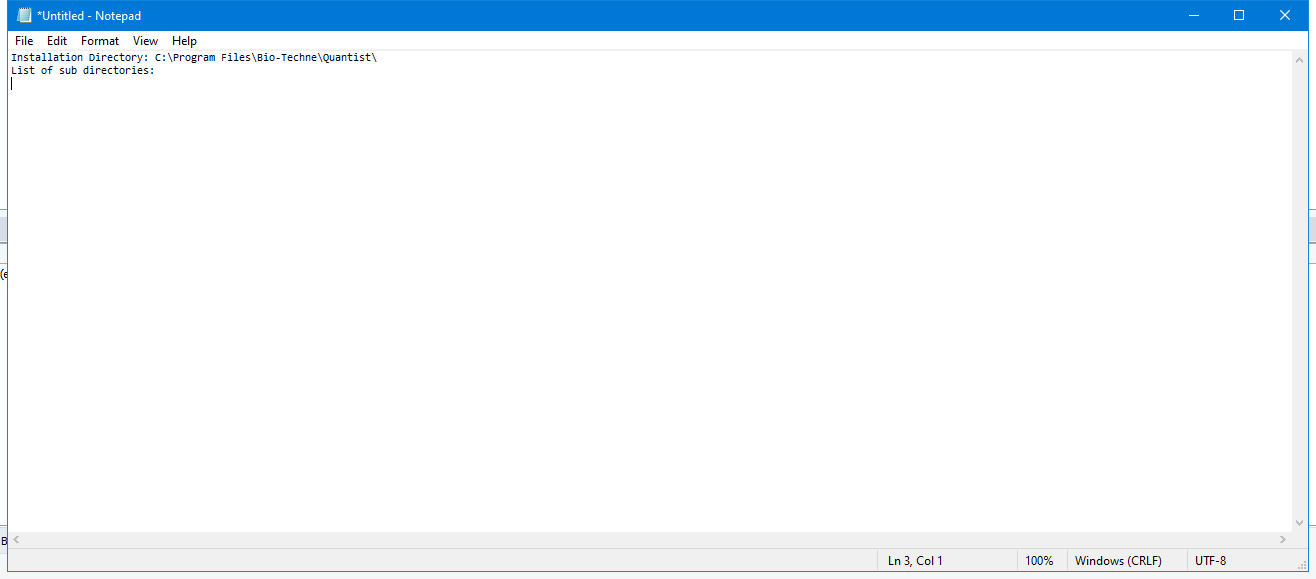 *Untitled - Notepad
File Edit Format View Help
Installation Directory: C:\Program Files\Bio-Techne\Quantist\
List of sub directories:
(e
B
Ln 3, Col 1 100% Windows (CRLF) UTF-8